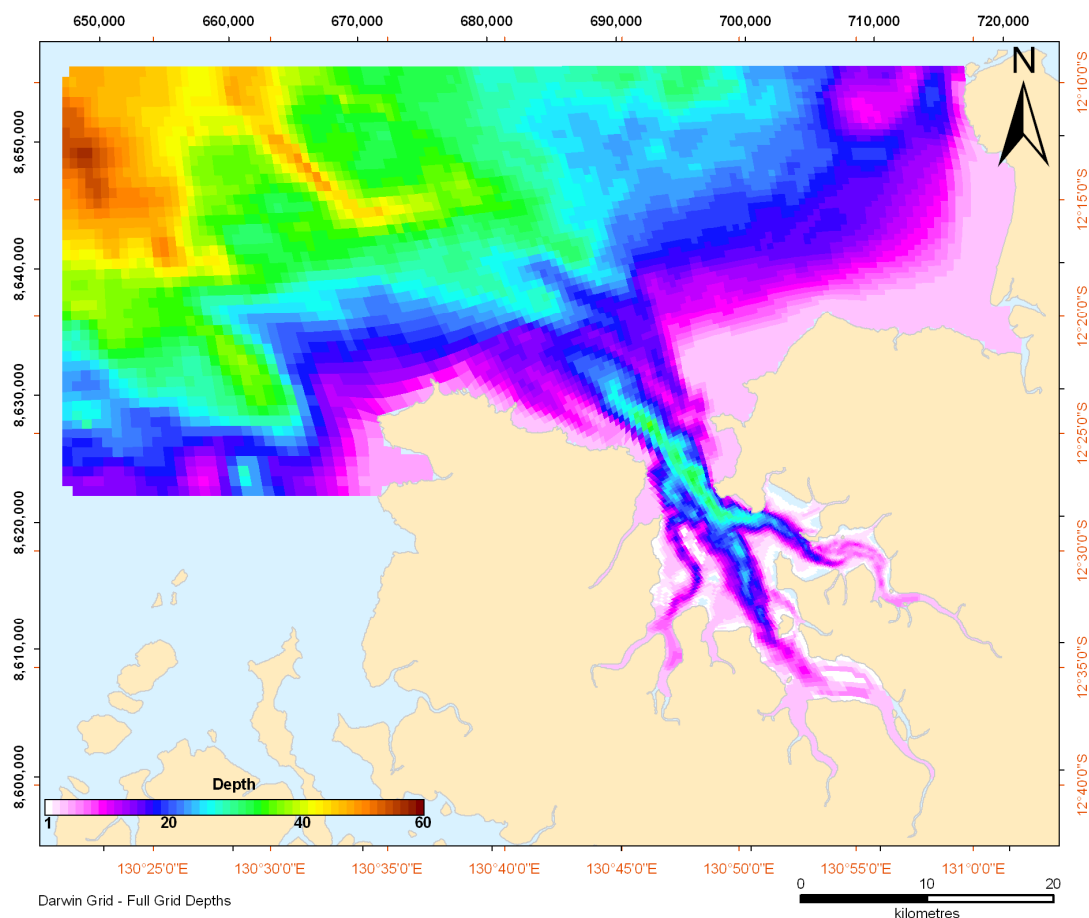 650,000 660,000 670,000 680,000 690,000 700,000 710,000 720,000
N
12°10'0"S
8,650,000
12°15'0"S
8,640,000
12°20'0"S
8,630,000
12°25'0"S
8,620,000
12°30'0"S
8,610,000
12°35'0"S
8,600,000
12°40'0"S
Depth
1 20 40 60
130°25'0"E 130°30'0"E 130°35'0"E 130°40'0"E 130°45'0"E 130°50'0"E 130°55'0"E 131°0'0"E
Darwin Grid - Full Grid Depths
0 10 20
kilometres